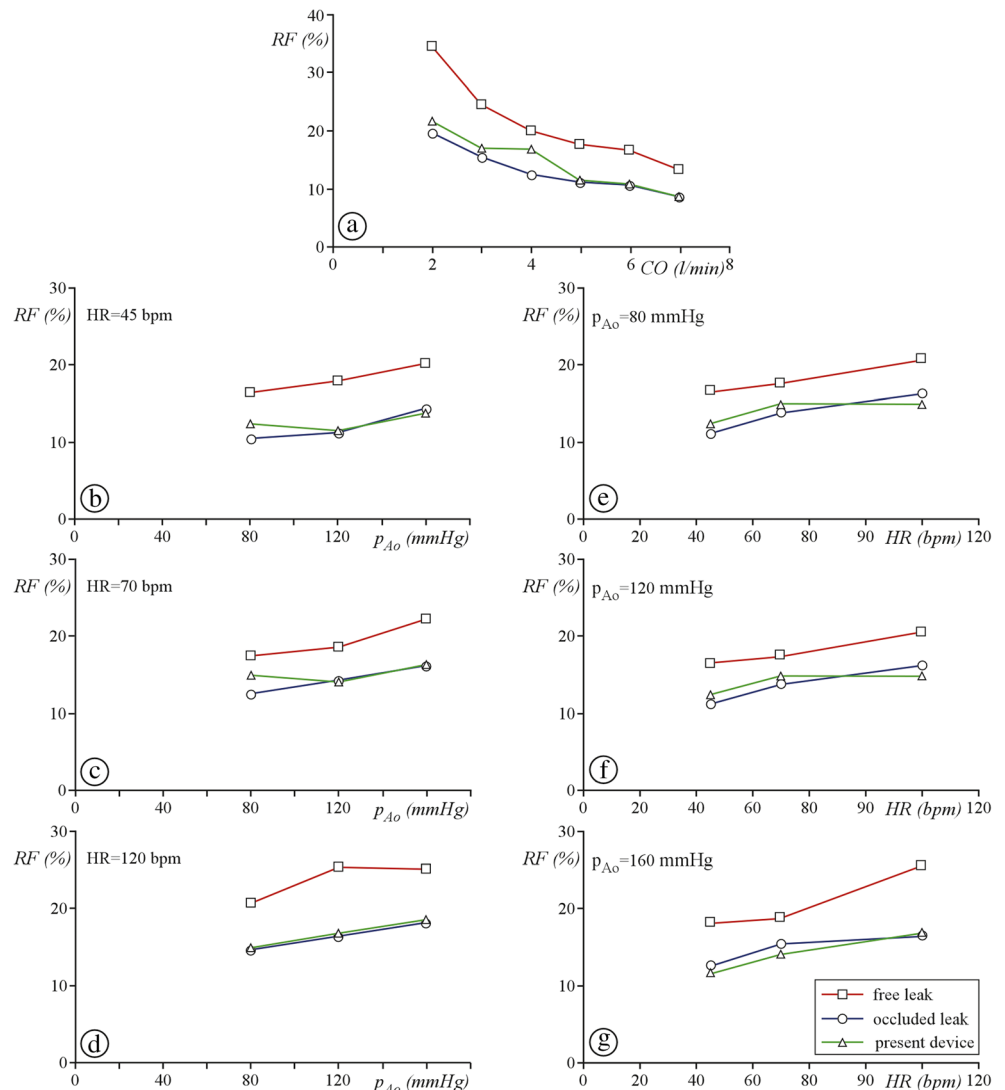 40
RF (%)
30
20
10
0
a
0 2 4 6 CO (l/min) 8
30
RF (%)
HR=45 bpm
20
10
0
b
0 40 80 120 pAo (mmHg)
30
RF (%)
pAo=80 mmHg
20
10
0
e
0 20 40 60 90 HR (bpm) 120
30
RF (%)
HR=70 bpm
20
10
0
c
0 40 80 120 pAo (mmHg)
30
RF (%)
pAo=120 mmHg
20
10
0
f
0 20 40 60 90 HR (bpm) 120
30
RF (%)
HR=120 bpm
20
10
0
d
0 40 80 120 pAo (mmHg)
30
RF (%)
pAo=160 mmHg
20
10
0
g
free leak
occluded leak
present device
0 20 40 60 90 HR (bpm) 120